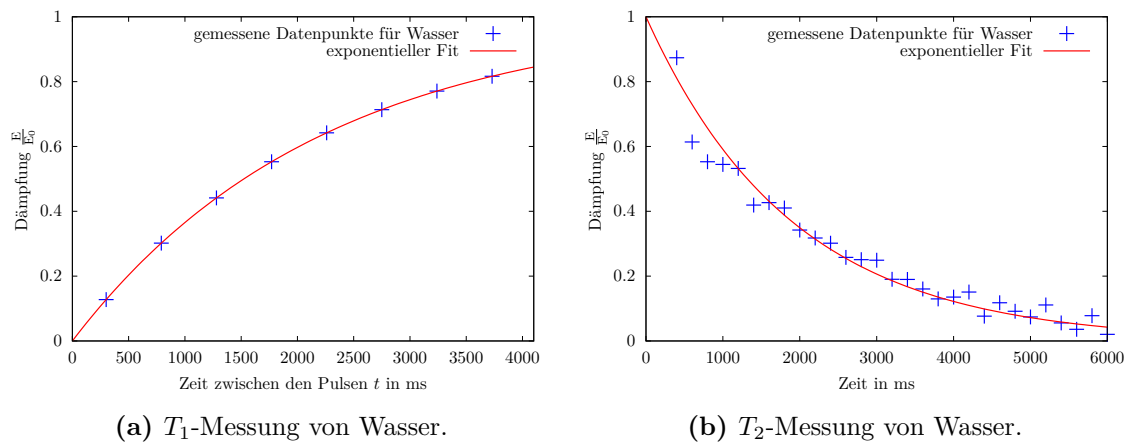 gemessene Datenpunkte für Wasser
exponentieller Fit
Dämpfung E/E₀
1
0.8
0.6
0.4
0.2
0
0 500 1000 1500 2000 2500 3000 3500 4000
Zeit zwischen den Pulsen t in ms
(a) T₁-Messung von Wasser.
gemessene Datenpunkte für Wasser
exponentieller Fit
Dämpfung E/E₀
1
0.8
0.6
0.4
0.2
0
0 1000 2000 3000 4000 5000 6000
Zeit in ms
(b) T₂-Messung von Wasser.